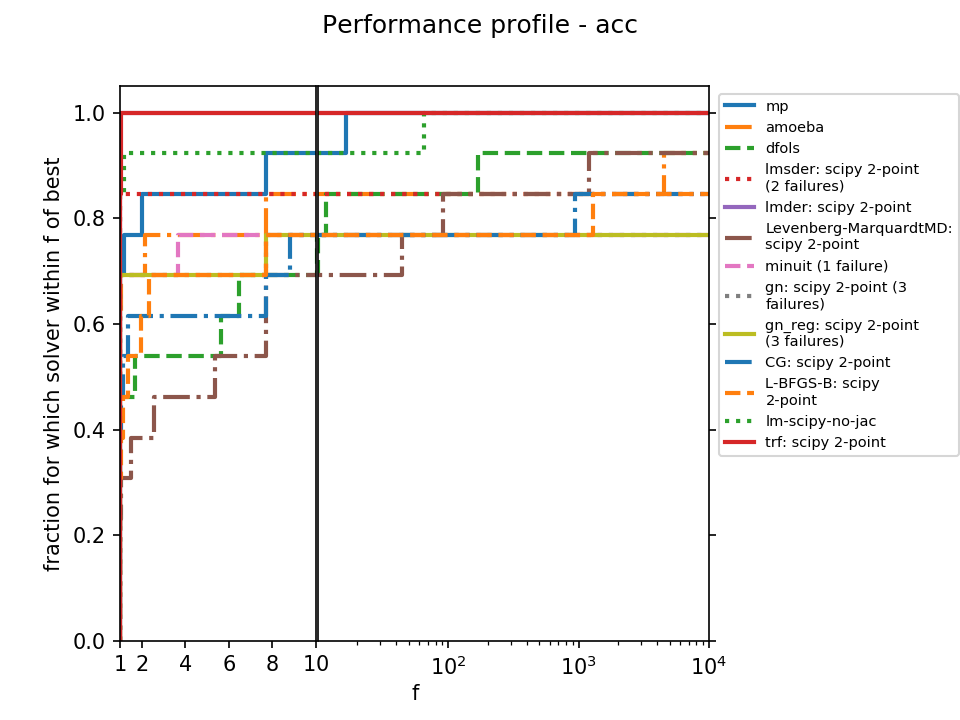 Performance profile - acc
fraction for which solver within f of best
1.0
0.8
0.6
0.4
0.2
0.0
1 2 4 6 8 10 10² 10³ 10⁴
f
mp
amoeba
dfols
lmsder: scipy 2-point
(2 failures)
lmder: scipy 2-point
Levenberg-MarquardtMD:
scipy 2-point
minuit (1 failure)
gn: scipy 2-point (3
failures)
gn_reg: scipy 2-point
(3 failures)
CG: scipy 2-point
L-BFGS-B: scipy
2-point
lm-scipy-no-jac
trf: scipy 2-point